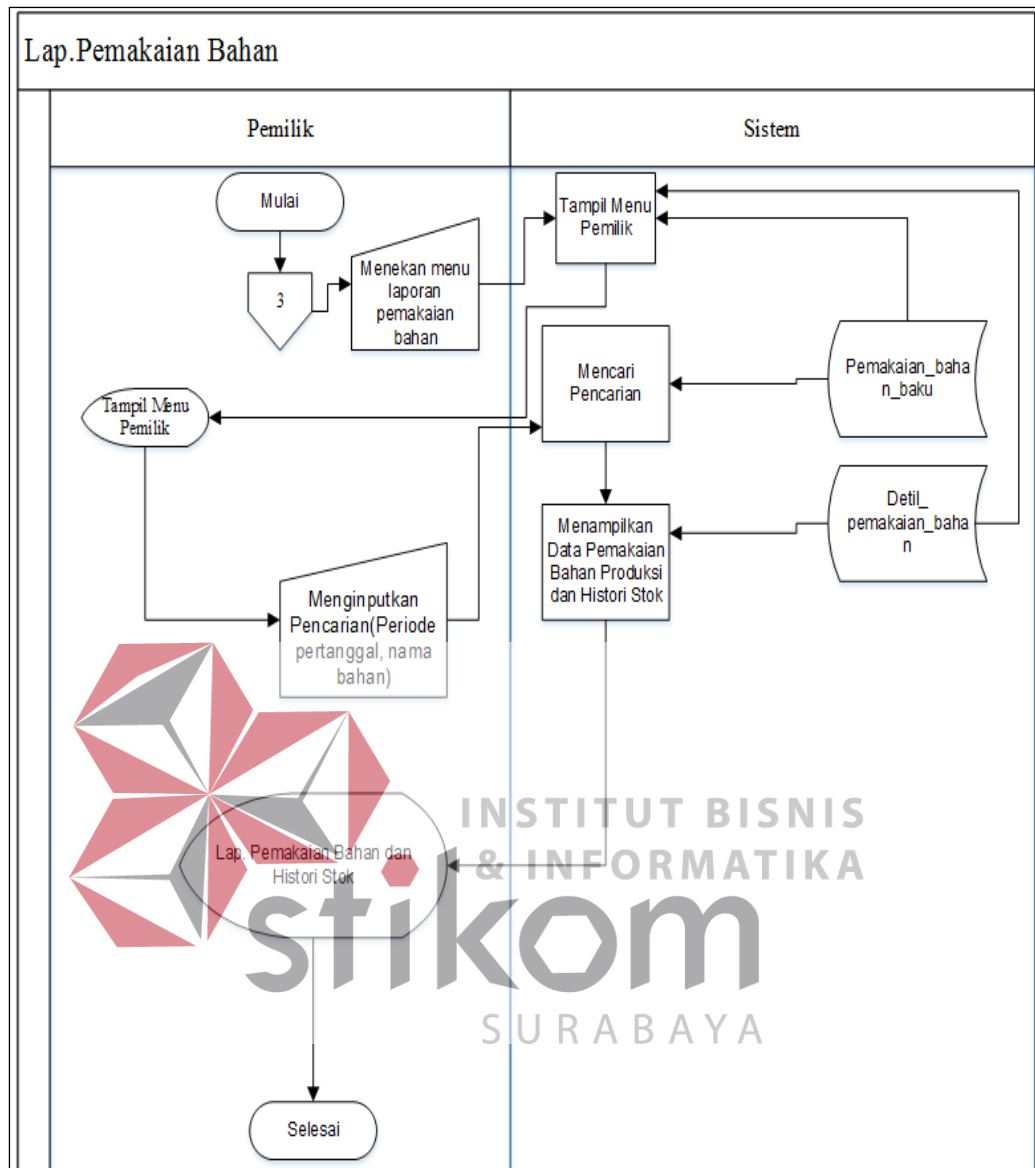 Lap.Pemakaian Bahan
Pemilik
Sistem
Mulai
3
Menekan menu
laporan
pemakaian
bahan
Tampil Menu
Pemilik
Mencari
Pencarian
Pemakaian_baha
n_baku
Tampil Menu
Pemilik
Detil_
pemakaian_baha
n
Menampilkan
Data Pemakaian
Bahan Produksi
dan Histori Stok
Menginputkan
Pencarian(Periode
pertanggal, nama
bahan)
Lap. Pemakaian Bahan dan
Histori Stok
INSTITUT BISNIS
& INFORMATIKA
stikom
SURABAYA
Selesai